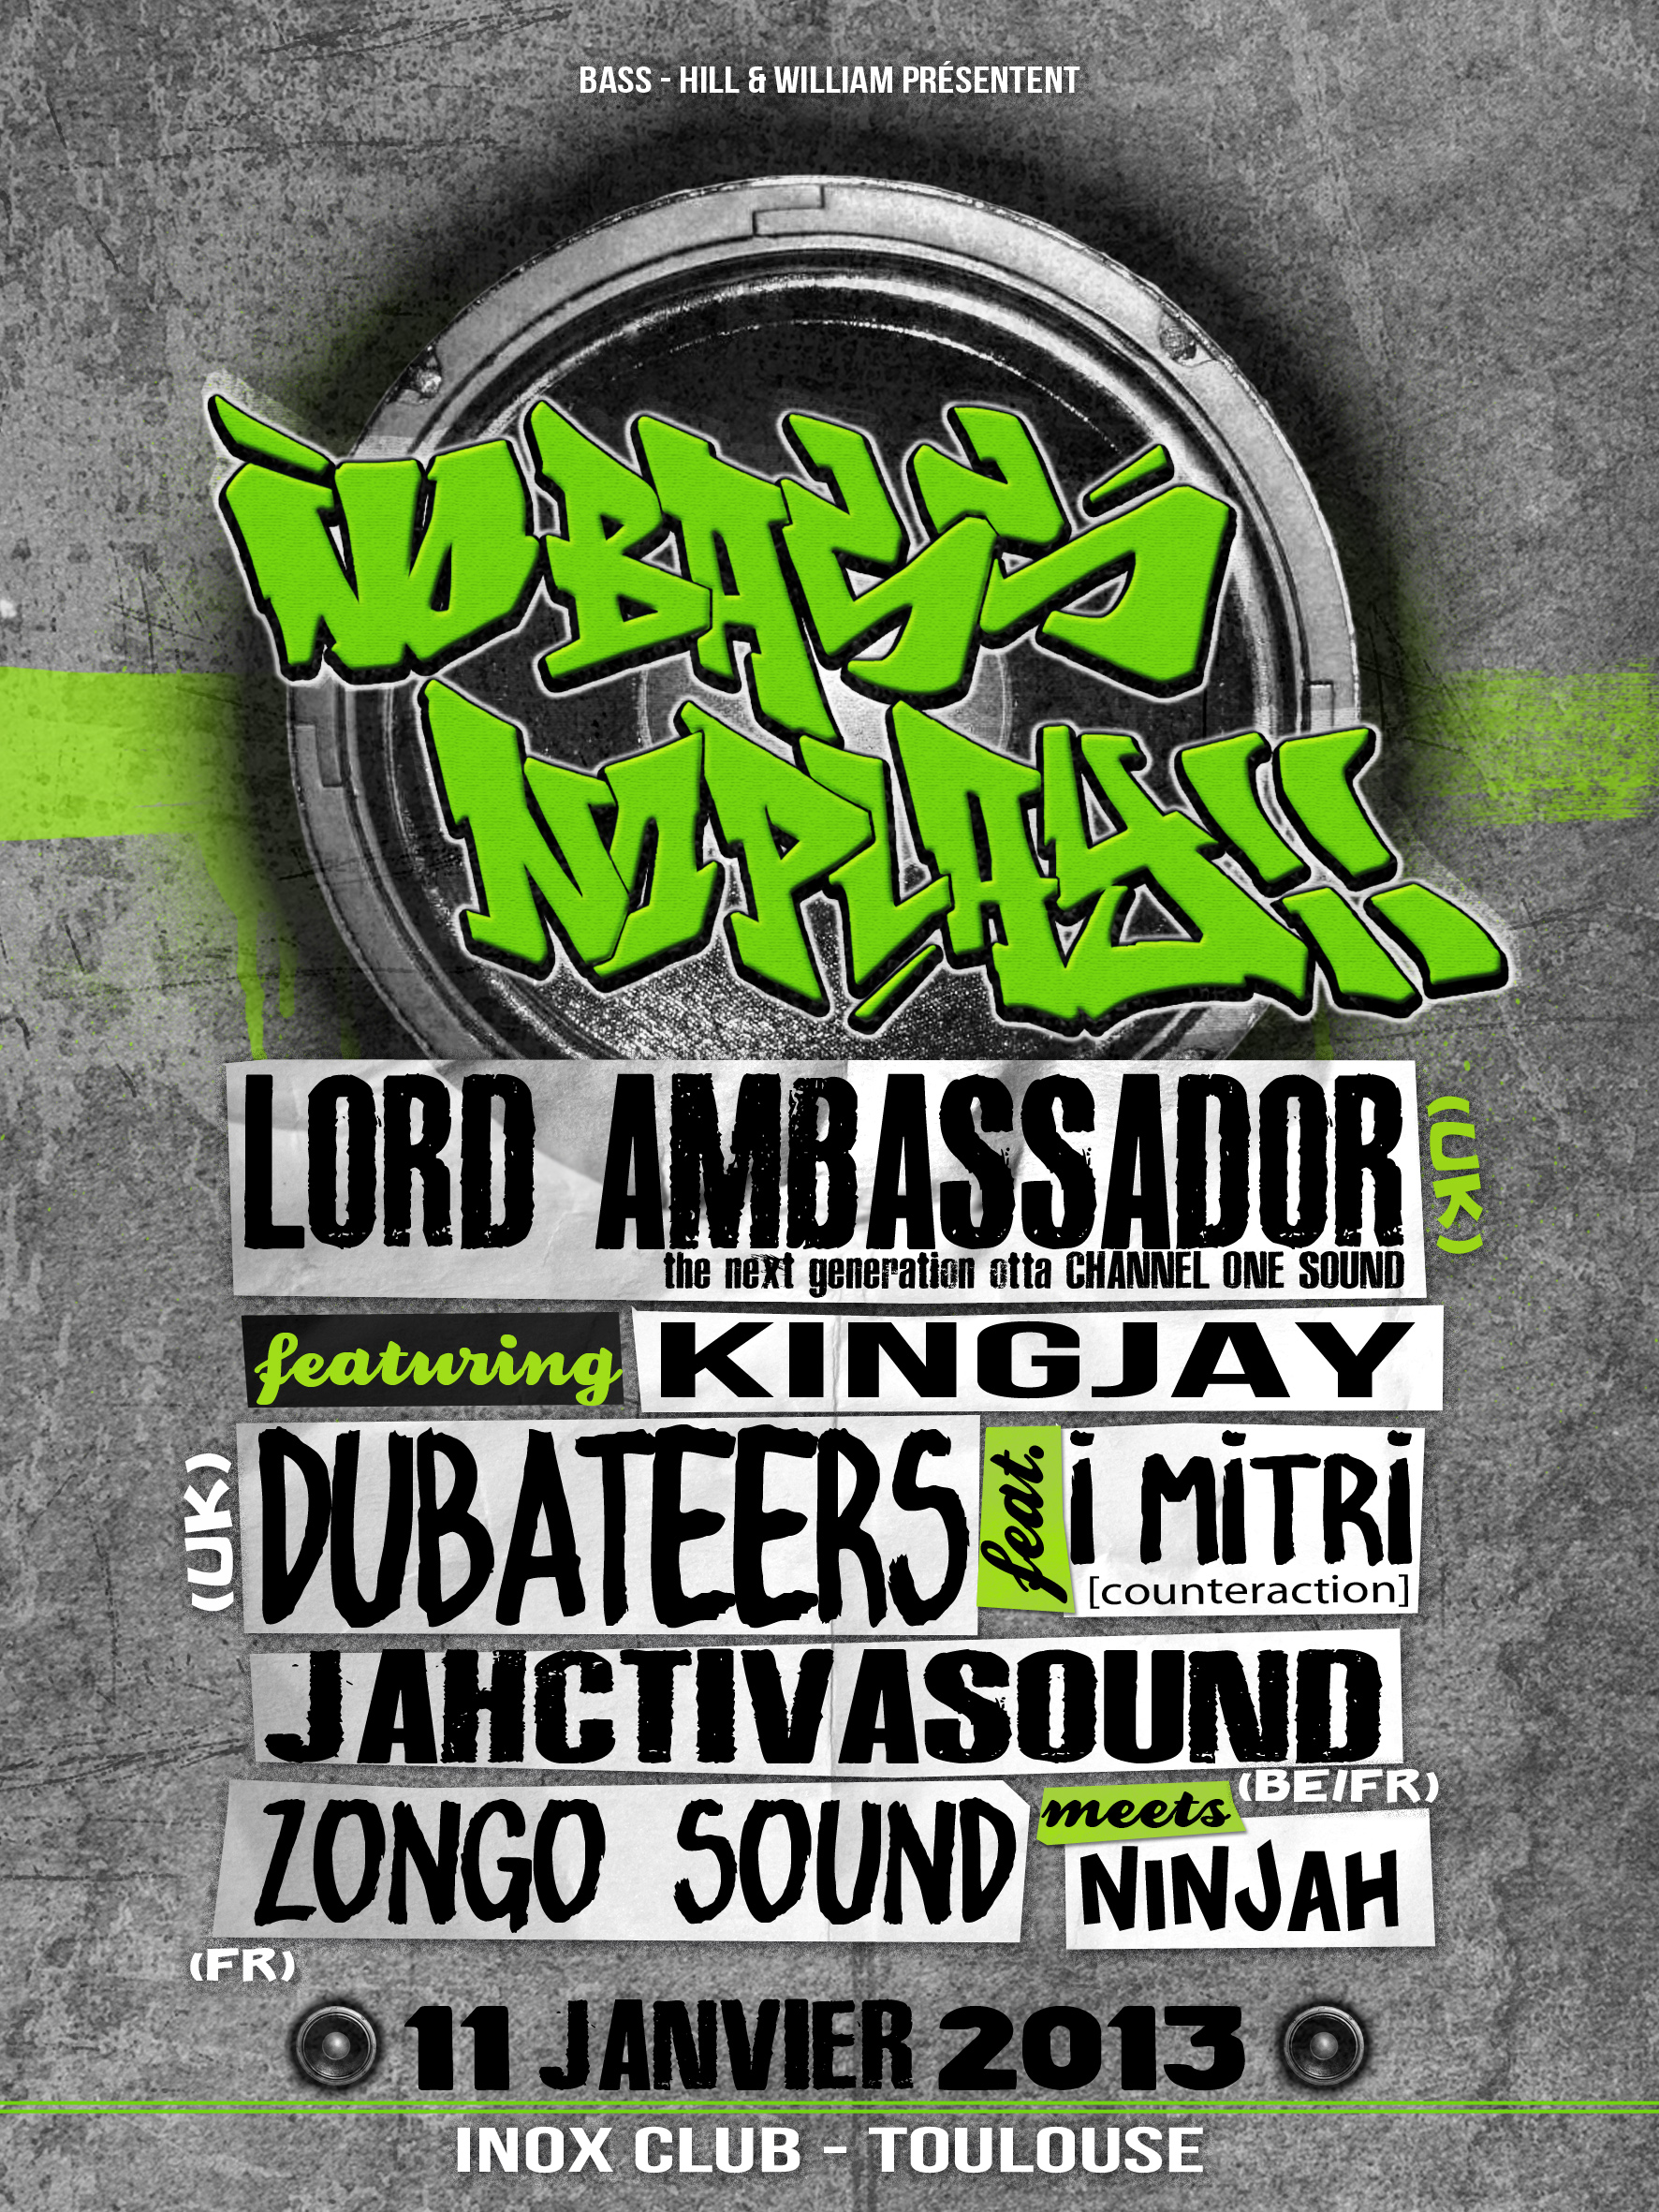 BASS - HILL & WILLIAM PRÉSENTENT
NO BASS
NO PLAY!!
LORD AMBASSADOR (UK)
the next generation otta CHANNEL ONE SOUND
featuring KINGJAY
(UK) DUBATEERS feat. i MiTRi
[counteraction]
JAHCTIVASOUND
(BE/FR)
ZONGO SOUND meets NINJAH
(FR)
11 JANVIER 2013
INOX CLUB - TOULOUSE